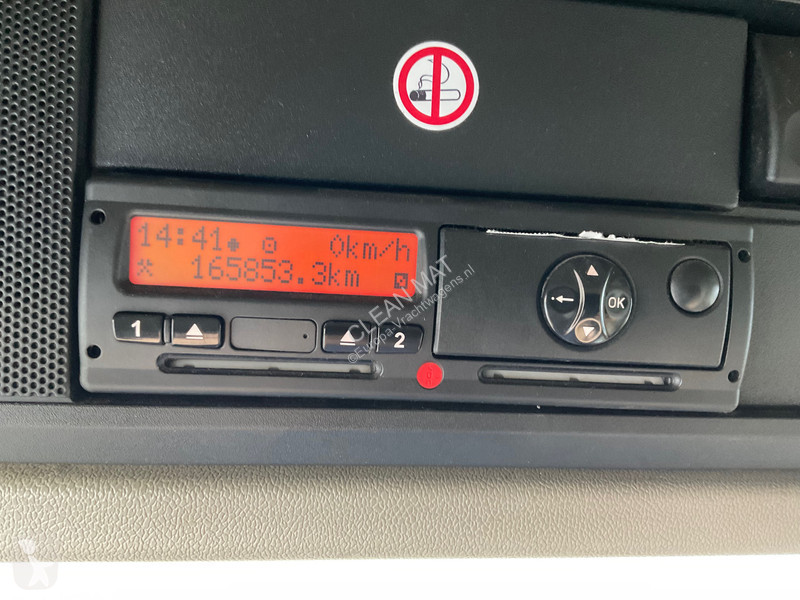 14:41 0km/h
165853.3km
1
2
OK
CLEAN MAT
©Europa-Vrachtwagens.nl